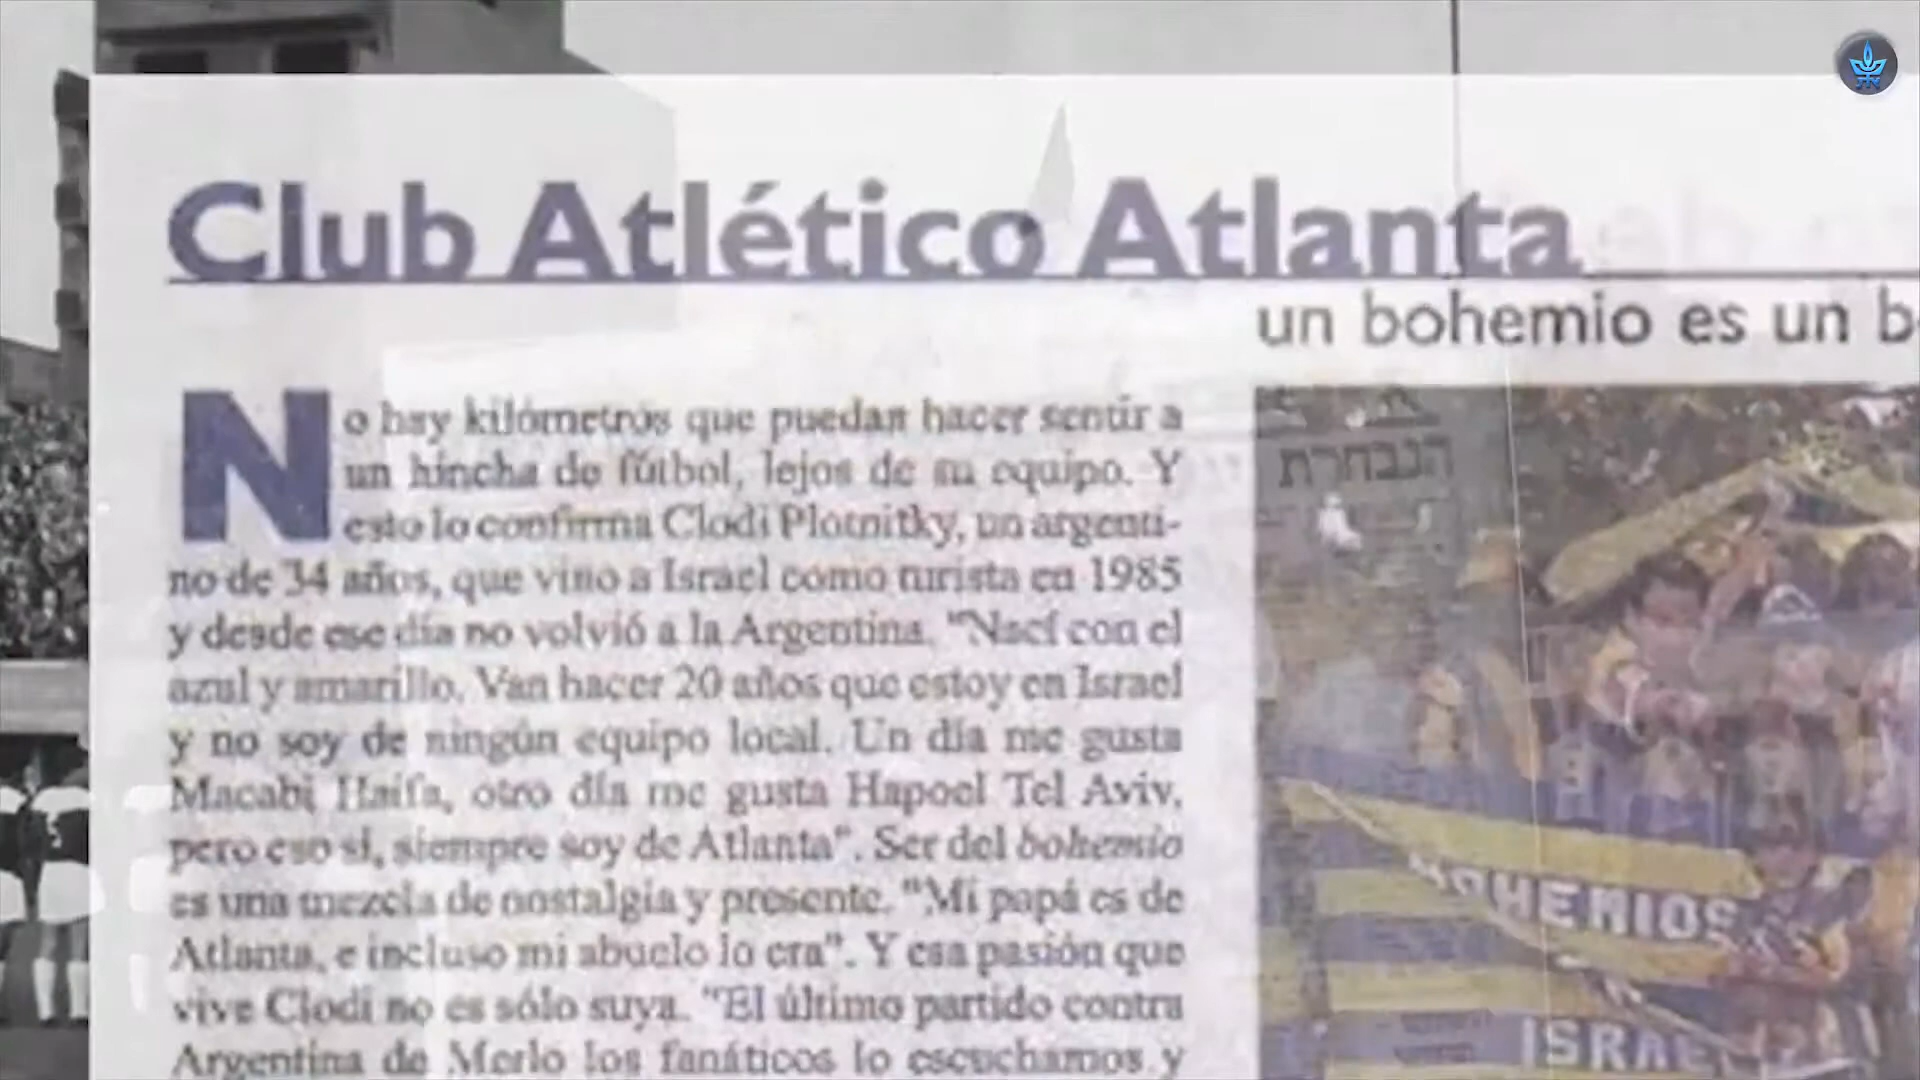 Club Atlético Atlanta
un bohemio es un
No hay kilómetros que puedan hacer sentir a
un hincha de fútbol, lejos de su equipo. Y
esto lo confirma Clodi Plotnitky, un argenti-
no de 34 años, que vino a Israel como turista en 1985
y desde ese día no volvió a la Argentina. "Nací con el
azul y amarillo. Van hacer 20 años que estoy en Israel
y no soy de ningún equipo local. Un día me gusta
Macabi Haifa, otro día me gusta Hapoel Tel Aviv,
pero eso si, siempre soy de Atlanta". Ser del bohemio
es una mezcla de nostalgia y presente. "Mi papá es de
Atlanta, e incluso mi abuelo lo era". Y esa pasión que
vive Clodi no es sólo suya. "El último partido contra
Argentina de Merlo los fanáticos lo escuchamos y
הנבחרת
BOHEMIOS
ISRAE